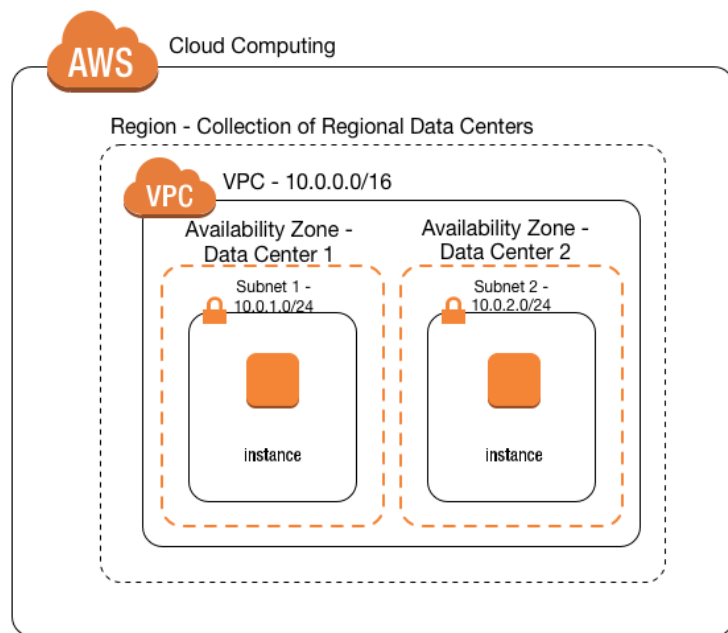 AWS
Cloud Computing
Region - Collection of Regional Data Centers
VPC
VPC - 10.0.0.0/16
Availability Zone -
Data Center 1
Availability Zone -
Data Center 2
Subnet 1 -
10.0.1.0/24
Subnet 2 -
10.0.2.0/24
instance
instance